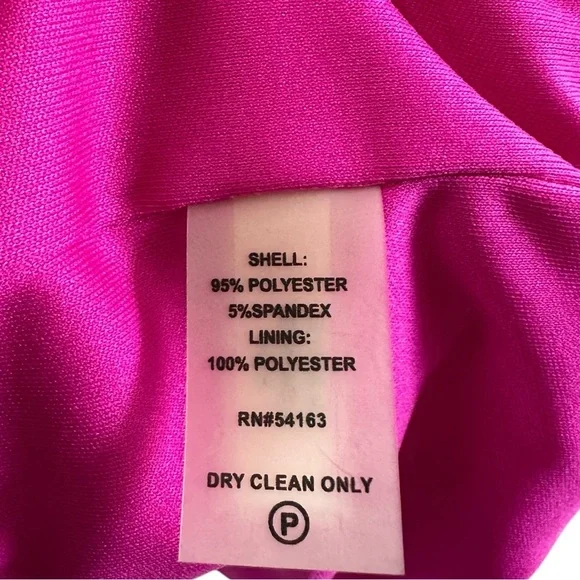 SHELL:
95% POLYESTER
5%SPANDEX
LINING:
100% POLYESTER
RN#54163
DRY CLEAN ONLY
P